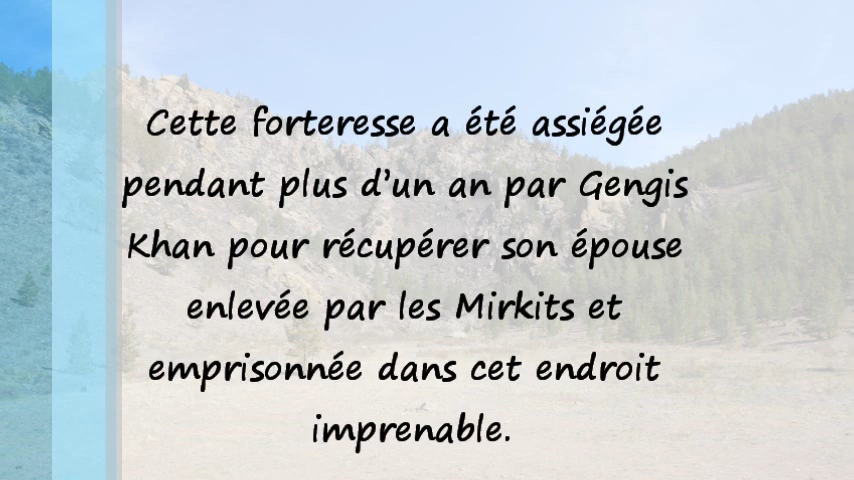 Cette forteresse a été assiégée
pendant plus d'un an par Gengis
Khan pour récupérer son épouse
enlevée par les Mirkits et
emprisonnée dans cet endroit
imprenable.